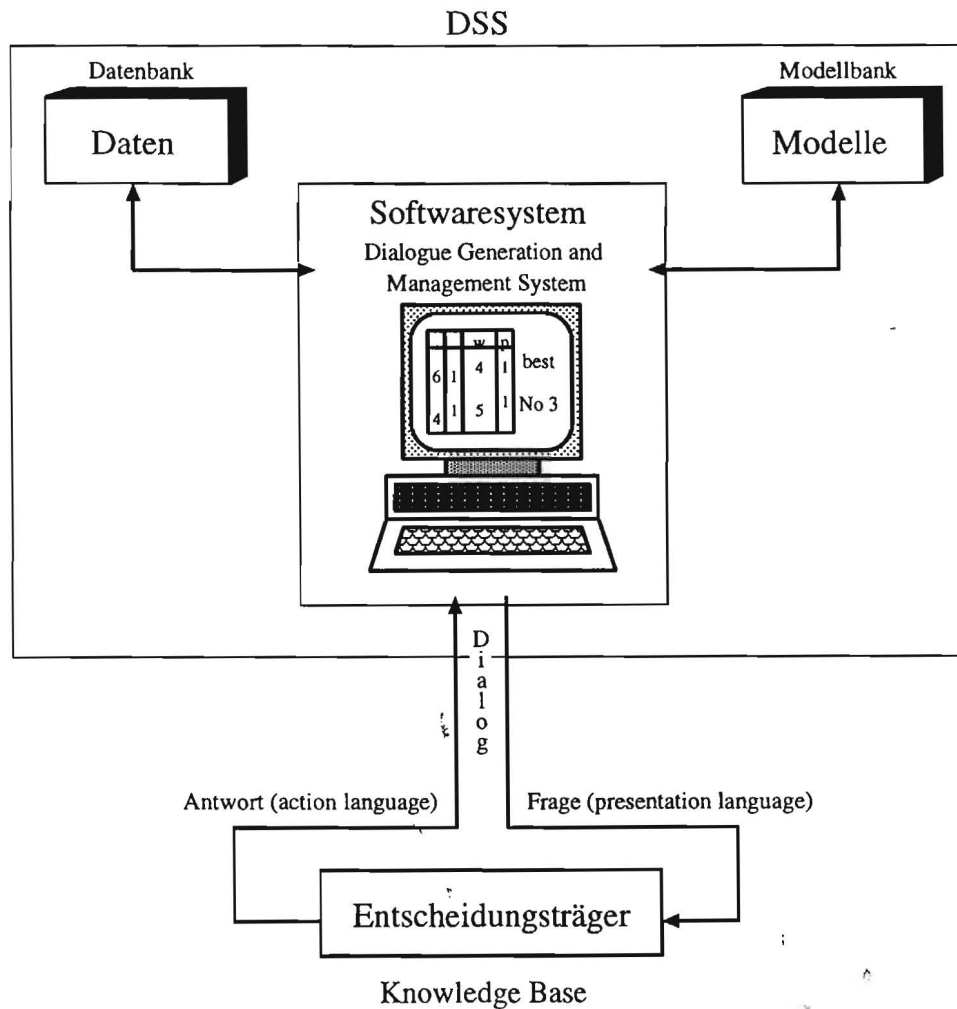 DSS
Datenbank
Daten
Modellbank
Modelle
Softwaresystem
Dialogue Generation and
Management System
w p
6 1 4 1 best
4 1 5 1 No 3
Dialog
Antwort (action language)
Frage (presentation language)
Entscheidungsträger
Knowledge Base